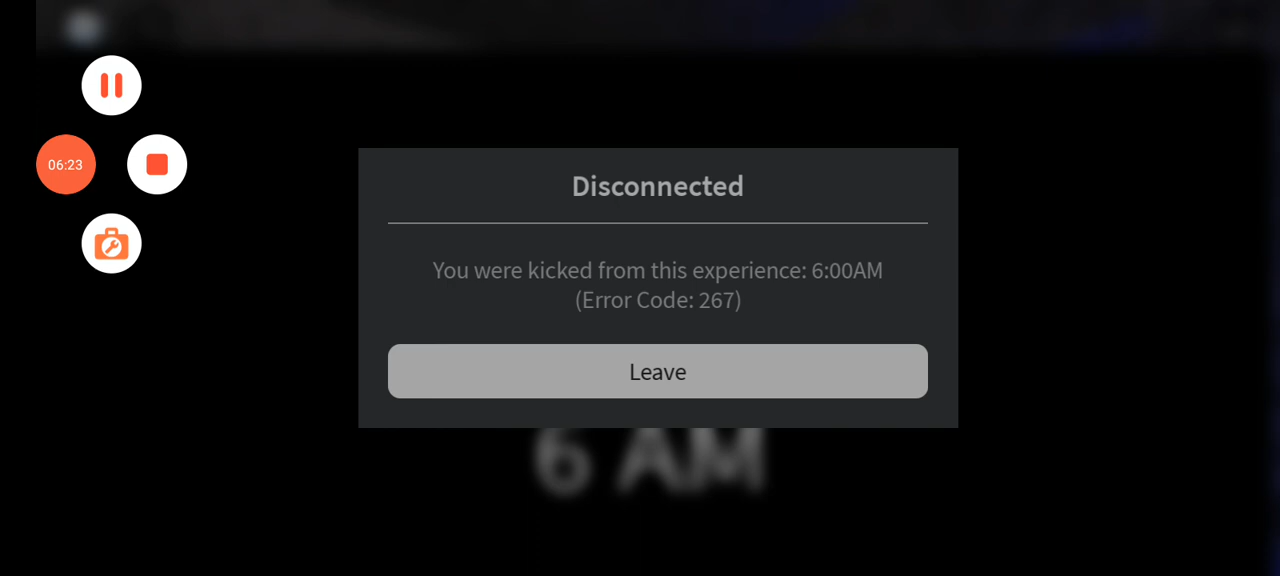 06:23
Disconnected
You were kicked from this experience: 6:00AM
(Error Code: 267)
Leave
6 AM